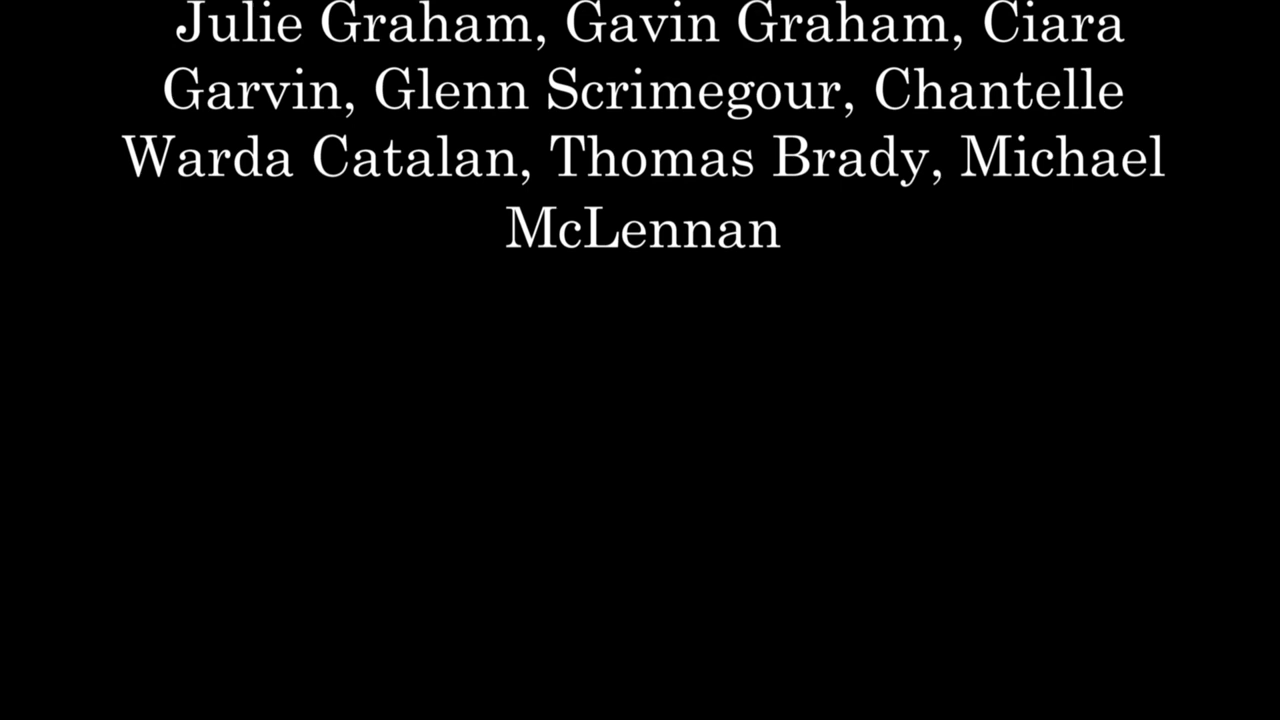 Julie Graham, Gavin Graham, Ciara
Garvin, Glenn Scrimegour, Chantelle
Warda Catalan, Thomas Brady, Michael
McLennan